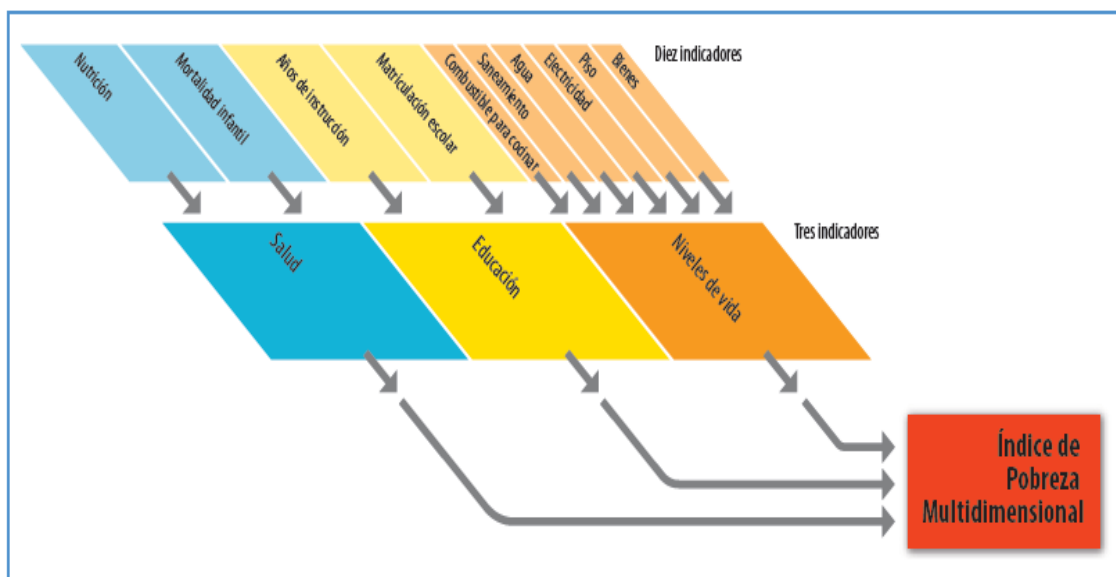 Nutrición
Mortalidad infantil
Años de instrucción
Matriculación escolar
Combustible para cocinar
Saneamiento
Agua
Electricidad
Piso
Bienes
Diez indicadores
Salud
Educación
Niveles de vida
Tres indicadores
Índice de
Pobreza
Multidimensional